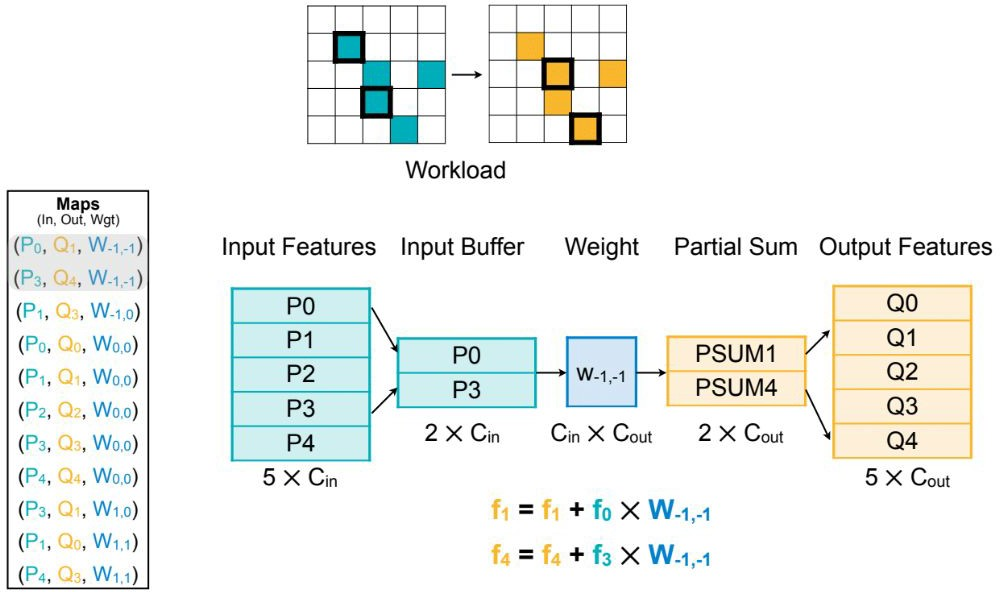 Workload
Maps
(In, Out, Wgt)
(P0, Q1, W-1,-1)
(P3, Q4, W-1,-1)
(P1, Q3, W-1,0)
(P0, Q0, W0,0)
(P1, Q1, W0,0)
(P2, Q2, W0,0)
(P3, Q3, W0,0)
(P4, Q4, W0,0)
(P3, Q1, W1,0)
(P1, Q0, W1,1)
(P4, Q3, W1,1)
Input Features
P0
P1
P2
P3
P4
5 × Cin
Input Buffer
P0
P3
2 × Cin
Weight
W-1,-1
Cin × Cout
Partial Sum
PSUM1
PSUM4
2 × Cout
Output Features
Q0
Q1
Q2
Q3
Q4
5 × Cout
f1 = f1 + f0 × W-1,-1
f4 = f4 + f3 × W-1,-1